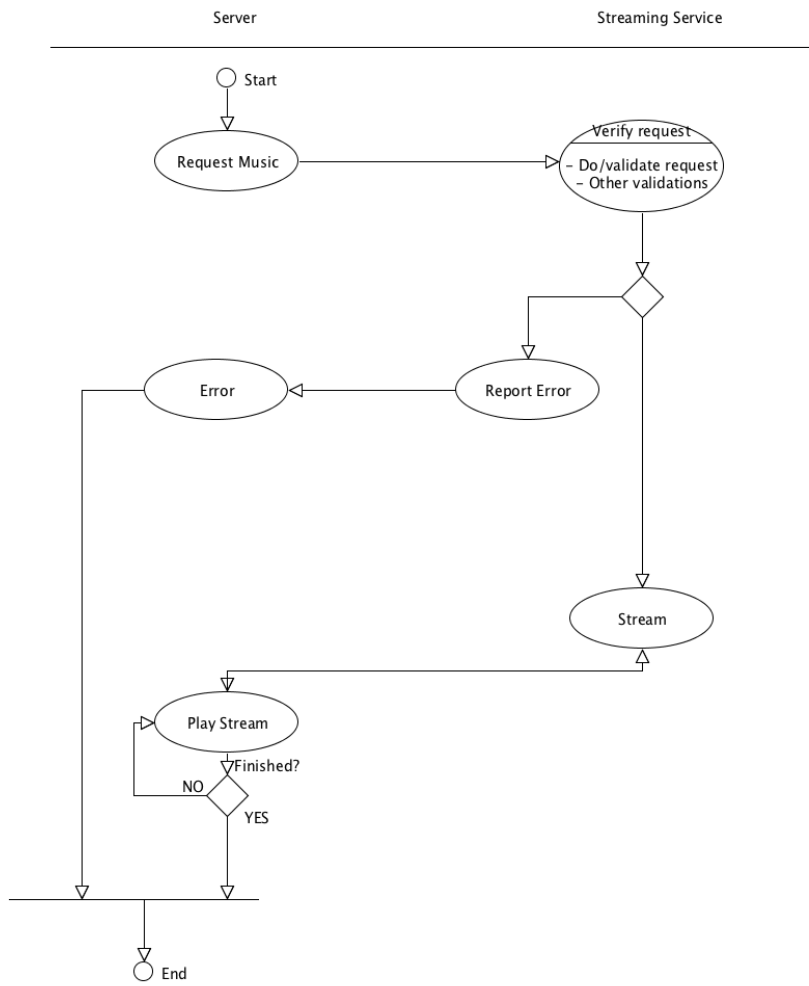 Server
Streaming Service
Start
Request Music
Verify request
- Do/validate request
- Other validations
Error
Report Error
Stream
Play Stream
Finished?
NO
YES
End